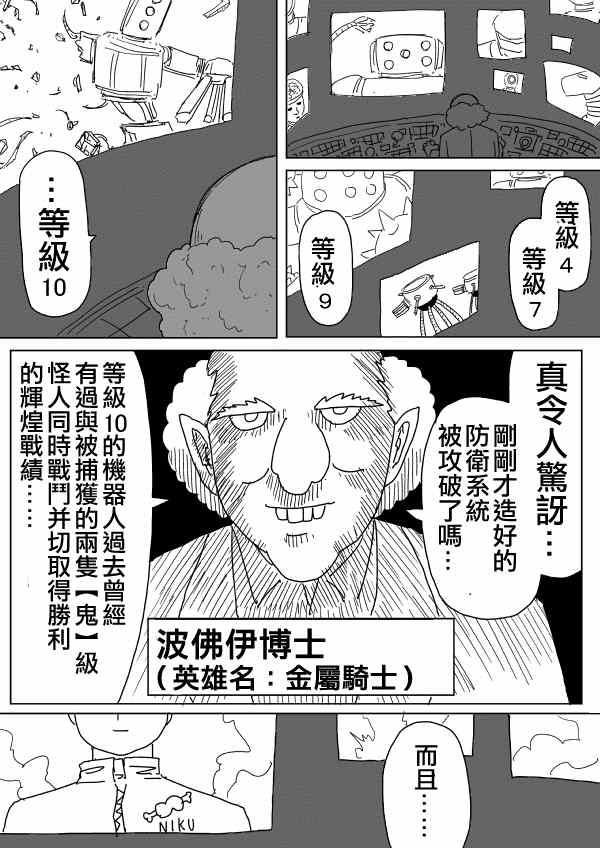 等級4
等級7
等級9
…等級10
真令人驚訝…
剛剛才造好的
防衛系統
被攻破了嗎…
等級10的機器人過去曾經
有過與被捕獲的兩隻【鬼】級
怪人同時戰鬥并切取得勝利
的輝煌戰績……
波佛伊博士
(英雄名：金屬騎士)
而且……
NIKU